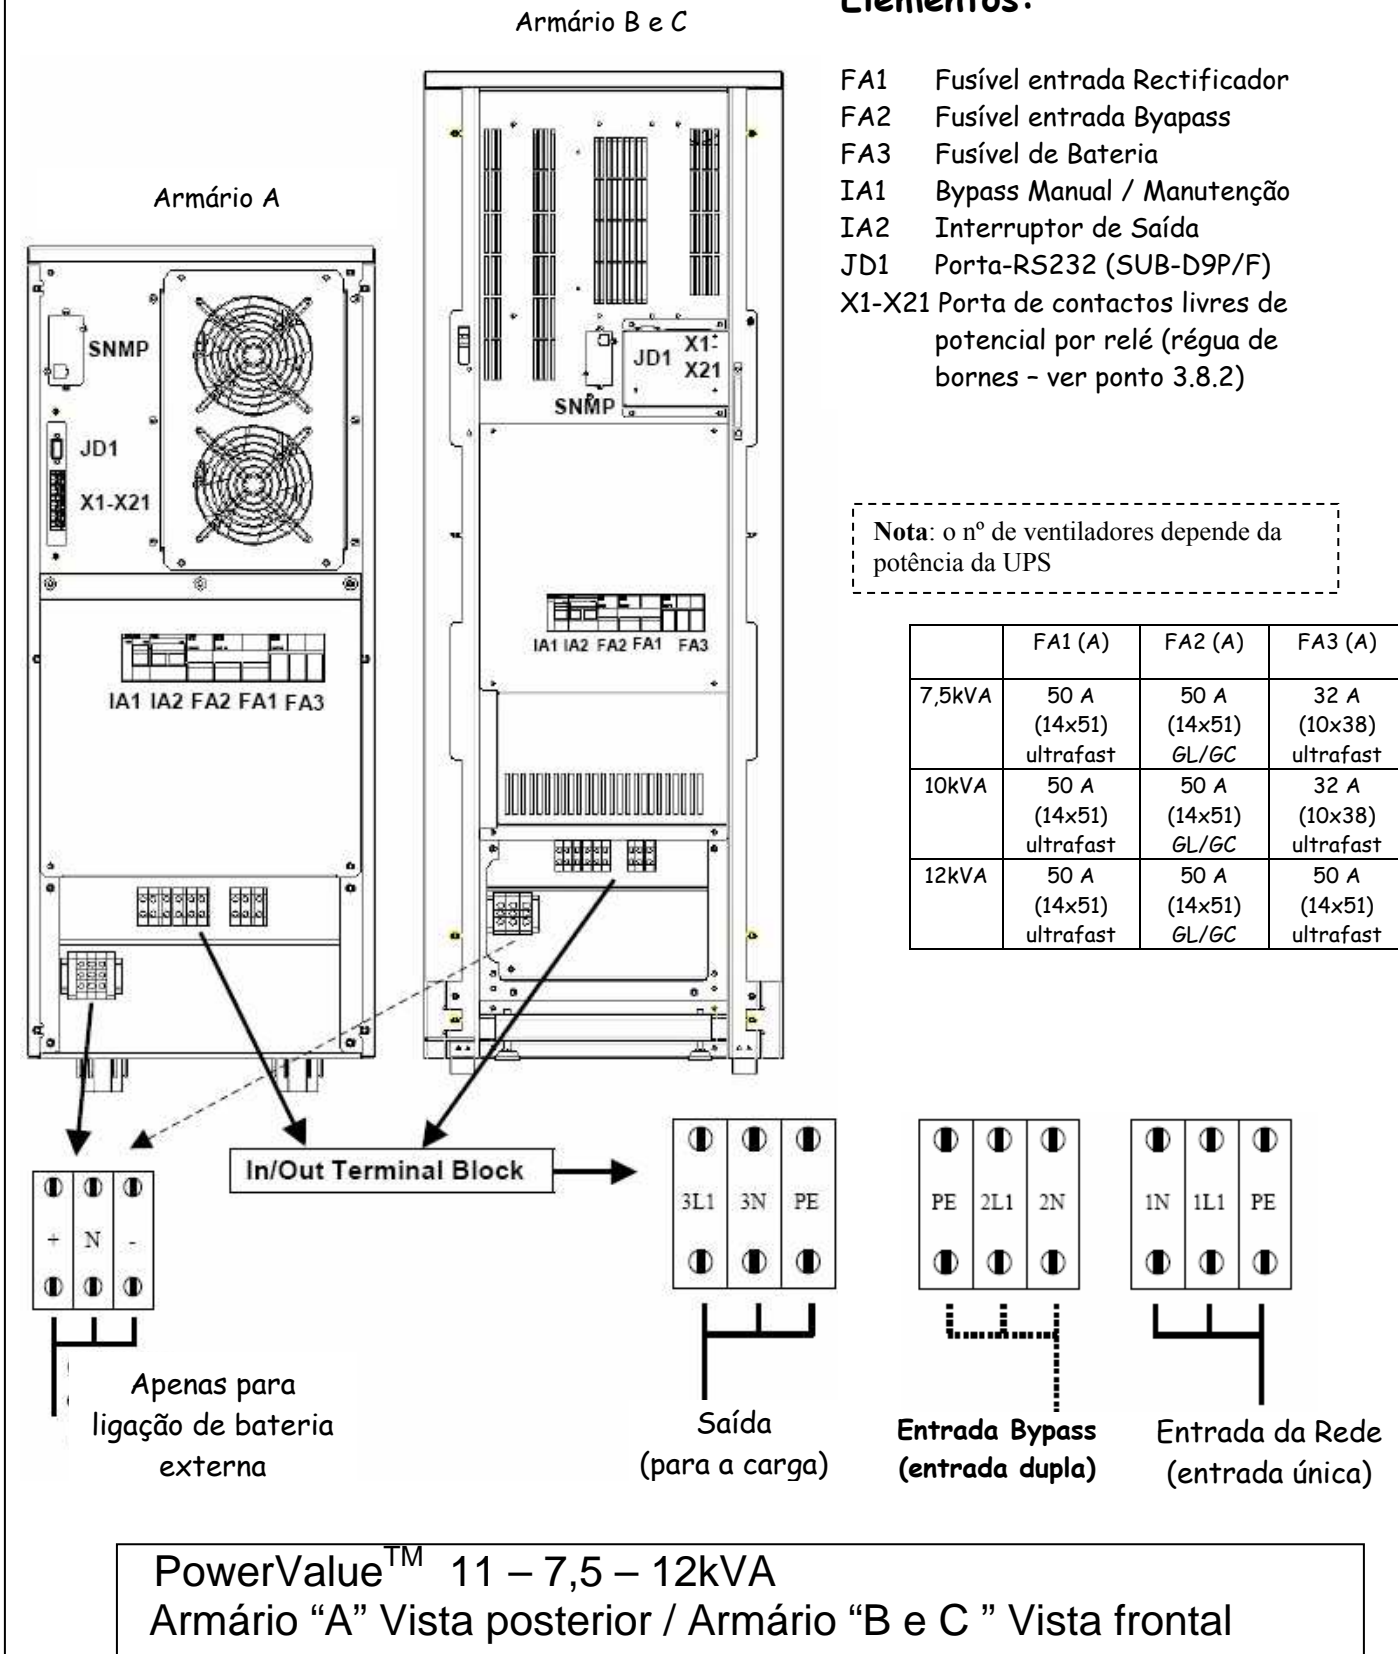 Elementos:
Armário B e C
FA1 Fusível entrada Rectificador
FA2 Fusível entrada Byapass
FA3 Fusível de Bateria
IA1 Bypass Manual / Manutenção
IA2 Interruptor de Saída
JD1 Porta-RS232 (SUB-D9P/F)
X1-X21 Porta de contactos livres de
potencial por relé (régua de
bornes – ver ponto 3.8.2)
Armário A
SNMP
JD1
X1-X21
IA1 IA2 FA2 FA1 FA3
JD1
X1-
X21
SNMP
IA1 IA2 FA2 FA1 FA3
Nota: o nº de ventiladores depende da
potência da UPS
FA1 (A) FA2 (A) FA3 (A)
7,5kVA 50 A 50 A 32 A
(14x51) (14x51) (10x38)
ultrafast GL/GC ultrafast
10kVA 50 A 50 A 32 A
(14x51) (14x51) (10x38)
ultrafast GL/GC ultrafast
12kVA 50 A 50 A 50 A
(14x51) (14x51) (14x51)
ultrafast GL/GC ultrafast
In/Out Terminal Block
+ N -
3L1 3N PE
PE 2L1 2N
1N 1L1 PE
Apenas para
ligação de bateria
externa
Saída
(para a carga)
Entrada Bypass
(entrada dupla)
Entrada da Rede
(entrada única)
PowerValue™ 11 – 7,5 – 12kVA
Armário “A” Vista posterior / Armário “B e C ” Vista frontal